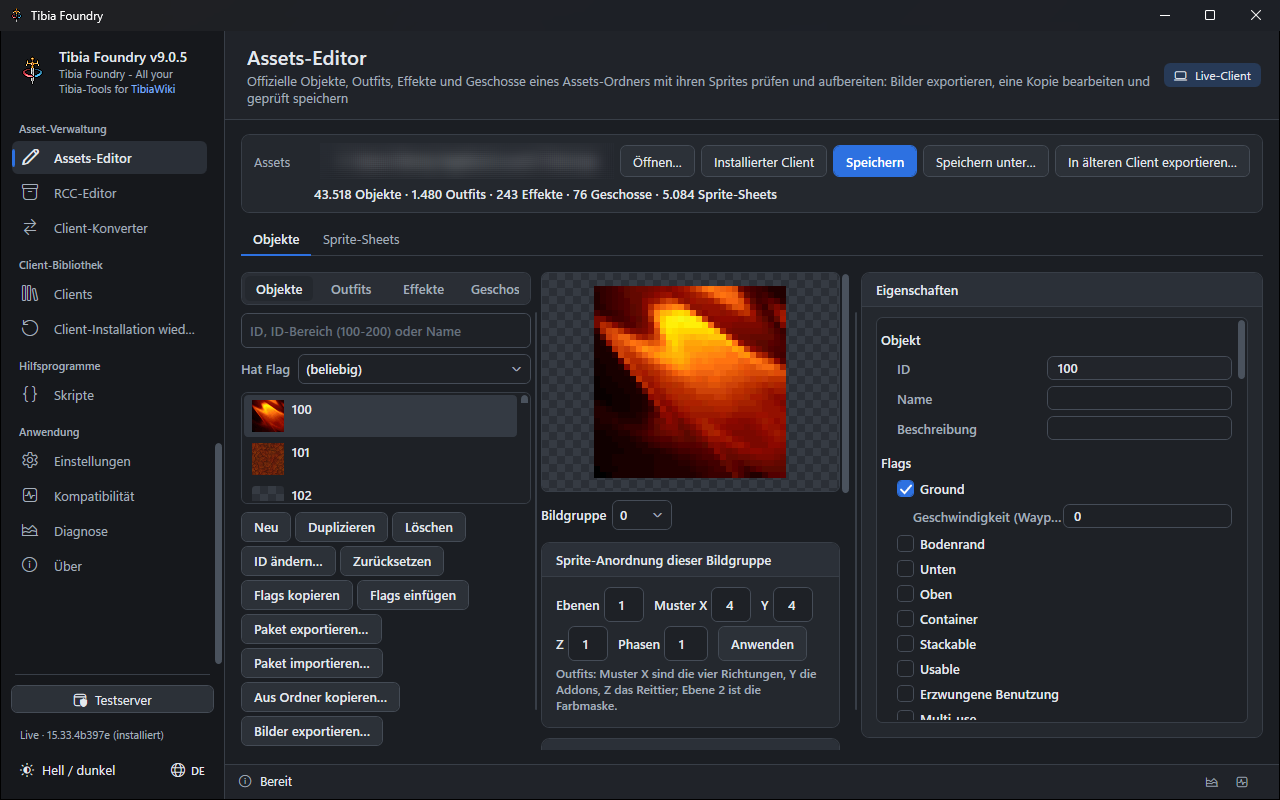 Tibia Foundry
Tibia Foundry v9.0.5
Tibia Foundry - All your
Tibia-Tools for TibiaWiki
Asset-Verwaltung
Assets-Editor
RCC-Editor
Client-Konverter
Client-Bibliothek
Clients
Client-Installation wied...
Hilfsprogramme
Skripte
Anwendung
Einstellungen
Kompatibilität
Diagnose
Über
Testserver
Live · 15.33.4b397e (installiert)
Hell / dunkel
DE
Assets-Editor
Offizielle Objekte, Outfits, Effekte und Geschosse eines Assets-Ordners mit ihren Sprites prüfen und aufbereiten: Bilder exportieren, eine Kopie bearbeiten und
geprüft speichern
Live-Client
Assets
Öffnen...
Installierter Client
Speichern
Speichern unter...
In älteren Client exportieren...
43.518 Objekte · 1.480 Outfits · 243 Effekte · 76 Geschosse · 5.084 Sprite-Sheets
Objekte
Sprite-Sheets
Objekte
Outfits
Effekte
Geschos
ID, ID-Bereich (100-200) oder Name
Hat Flag
(beliebig)
100
101
102
Neu
Duplizieren
Löschen
ID ändern...
Zurücksetzen
Flags kopieren
Flags einfügen
Paket exportieren...
Paket importieren...
Aus Ordner kopieren...
Bilder exportieren...
Bildgruppe
0
Sprite-Anordnung dieser Bildgruppe
Ebenen 1 Muster X 4 Y 4
Z 1 Phasen 1 Anwenden
Outfits: Muster X sind die vier Richtungen, Y die
Addons, Z das Reittier; Ebene 2 ist die
Farbmaske.
Eigenschaften
Objekt
ID
100
Name
Beschreibung
Flags
Ground
Geschwindigkeit (Wayp...
0
Bodenrand
Unten
Oben
Container
Stackable
Usable
Erzwungene Benutzung
Multi-use
Bereit